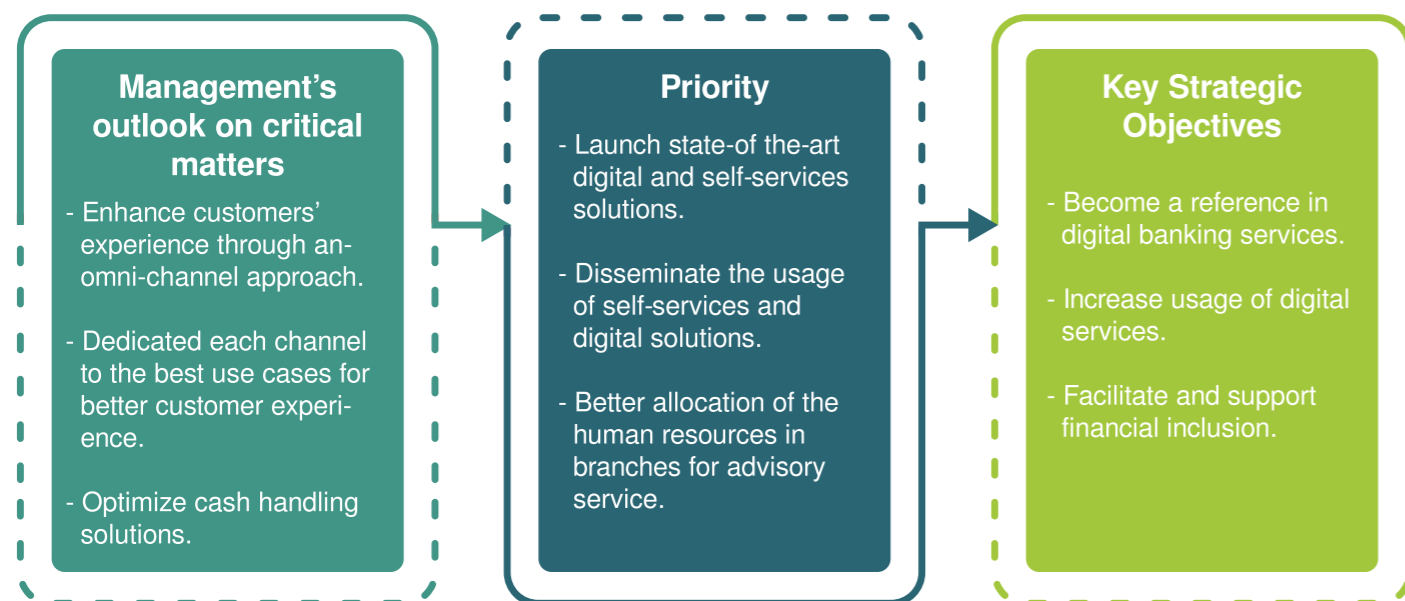 Management's
outlook on critical
matters
- Enhance customers'
experience through an-
omni-channel approach.
- Dedicated each channel
to the best use cases for
better customer experi-
ence.
- Optimize cash handling
solutions.
Priority
- Launch state-of the-art
digital and self-services
solutions.
- Disseminate the usage
of self-services and
digital solutions.
- Better allocation of the
human resources in
branches for advisory
service.
Key Strategic
Objectives
- Become a reference in
digital banking services.
- Increase usage of digital
services.
- Facilitate and support
financial inclusion.